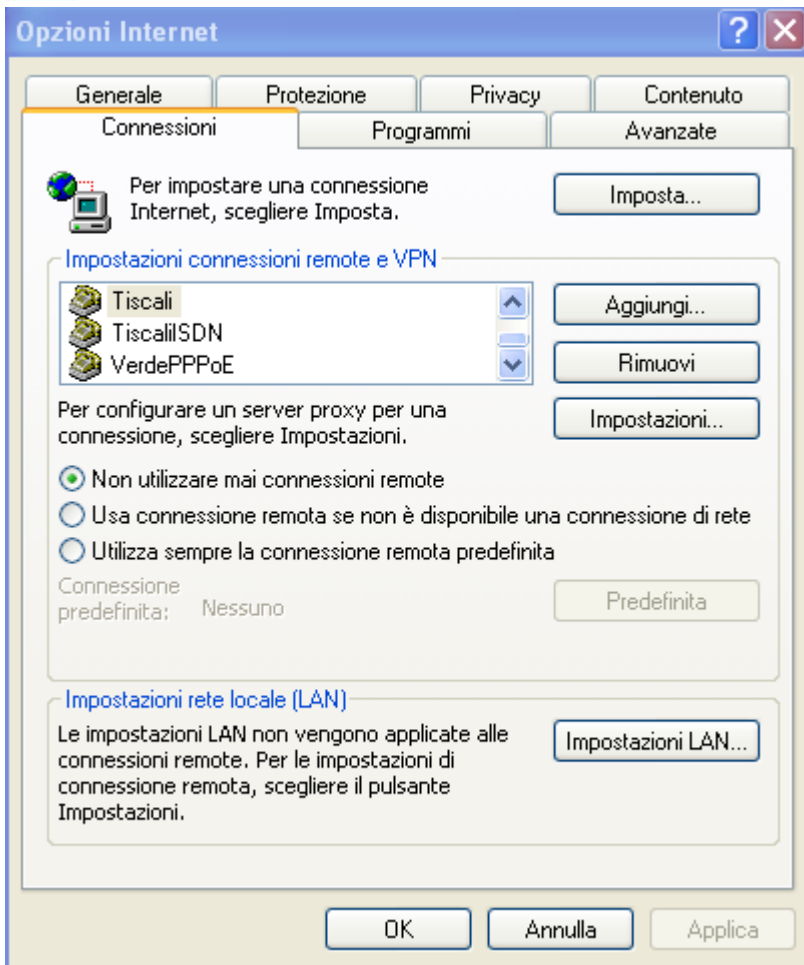 Opzioni Internet
Generale
Protezione
Privacy
Contenuto
Connessioni
Programmi
Avanzate
Per impostare una connessione
Internet, scegliere Imposta.
Imposta...
Impostazioni connessioni remote e VPN
Tiscali
TiscaliISDN
VerdePPPoE
Aggiungi...
Rimuovi
Per configurare un server proxy per una
connessione, scegliere Impostazioni.
Impostazioni...
Non utilizzare mai connessioni remote
Usa connessione remota se non è disponibile una connessione di rete
Utilizza sempre la connessione remota predefinita
Connessione
predefinita: Nessuno
Predefinita
Impostazioni rete locale (LAN)
Le impostazioni LAN non vengono applicate alle
connessioni remote. Per le impostazioni di
connessione remota, scegliere il pulsante
Impostazioni.
Impostazioni LAN...
OK
Annulla
Applica